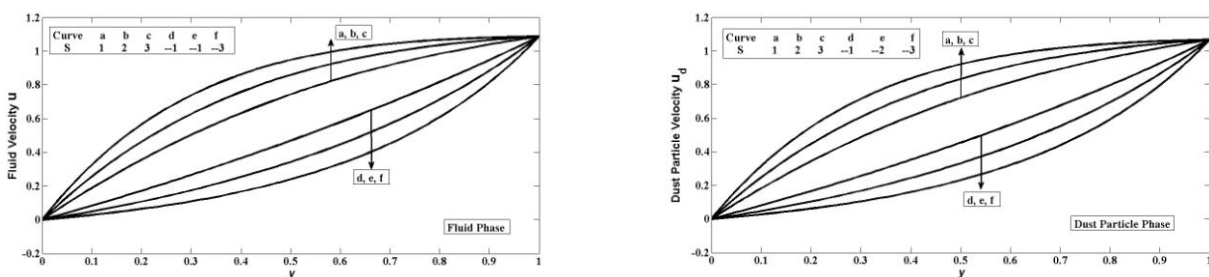 1.2
1
0.8
0.6
0.4
0.2
0
-0.2
Fluid Velocity u
Curve a b c d e f
S 1 2 3 --1 --1 --3
a, b, c
d, e, f
Fluid Phase
0 0.1 0.2 0.3 0.4 0.5 0.6 0.7 0.8 0.9 1
y
1.2
1
0.8
0.6
0.4
0.2
0
-0.2
Dust Particle Velocity u_d
Curve a b c d e f
S 1 2 3 --1 --2 --3
a, b, c
d, e, f
Dust Particle Phase
0 0.1 0.2 0.3 0.4 0.5 0.6 0.7 0.8 0.9 1
y